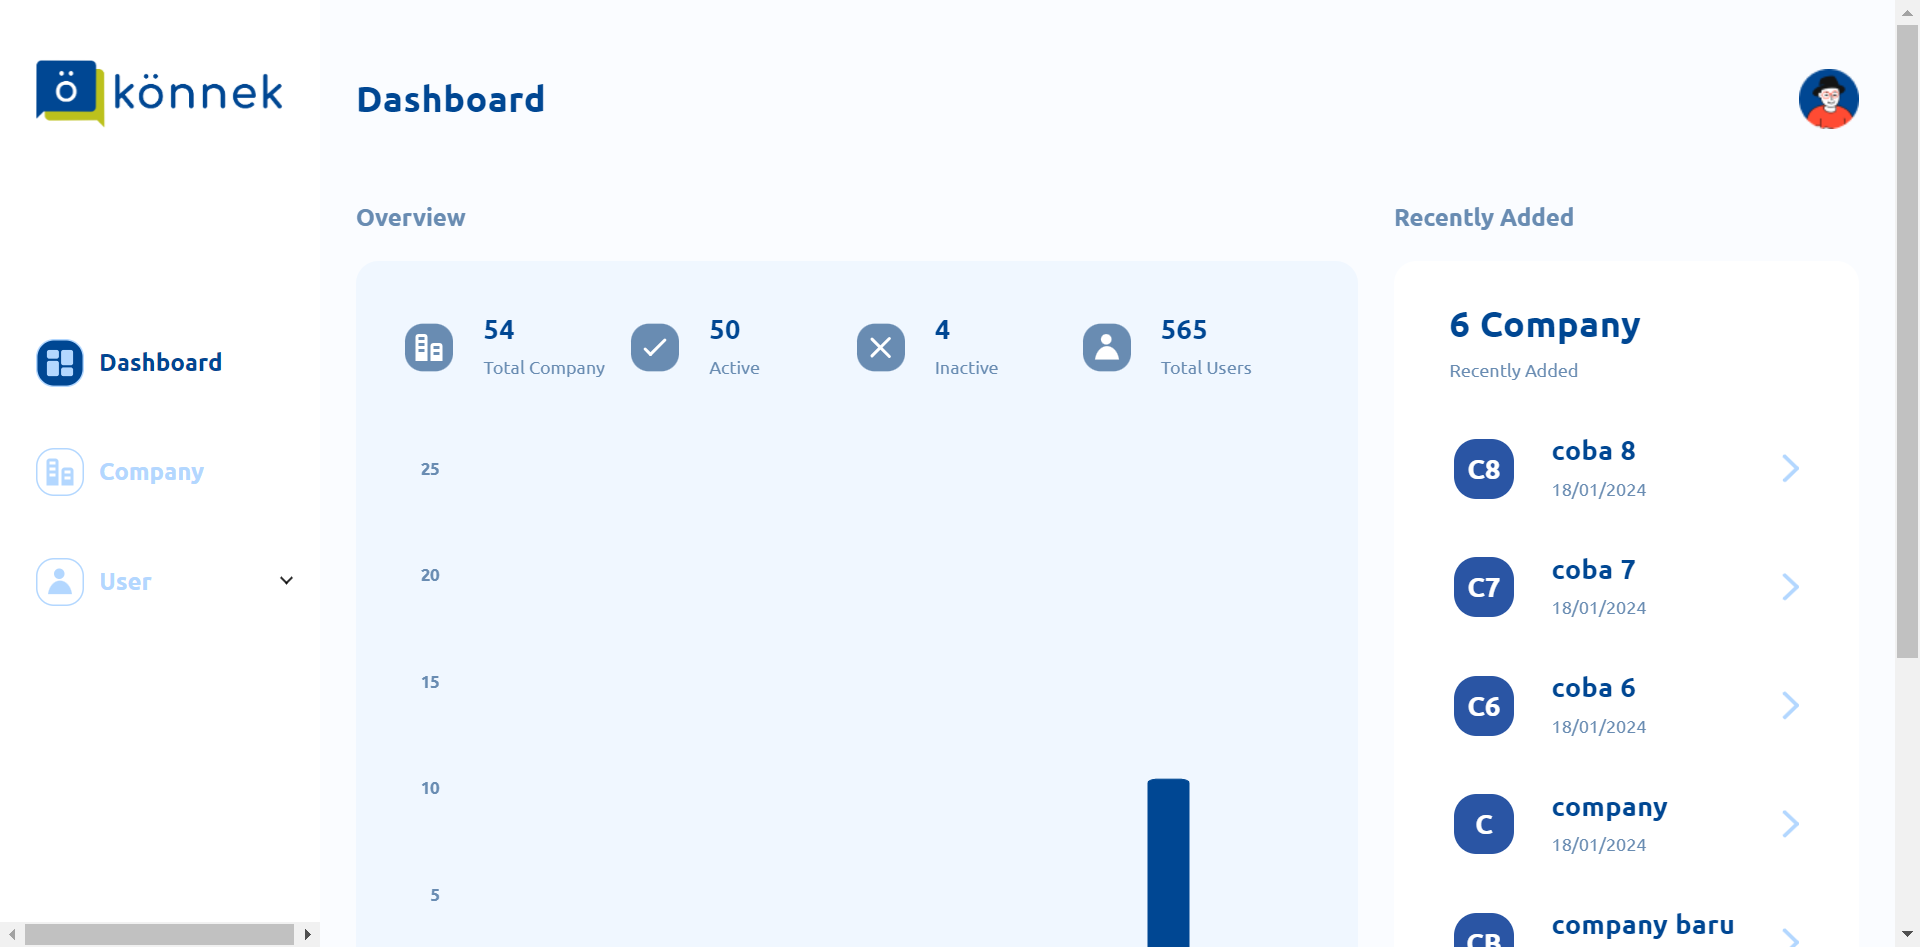 ö könnek
Dashboard
Dashboard
Company
User
Overview
54
Total Company
50
Active
4
Inactive
565
Total Users
25
20
15
10
5
Recently Added
6 Company
Recently Added
C8
coba 8
18/01/2024
C7
coba 7
18/01/2024
C6
coba 6
18/01/2024
C
company
18/01/2024
CB
company baru